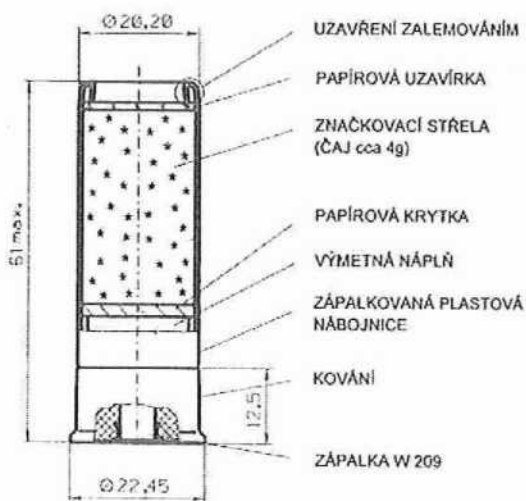 Ø20,20
UZAVŘENÍ ZALEMOVÁNÍM
PAPÍROVÁ UZAVÍRKA
ZNAČKOVACÍ STŘELA
(ČAJ cca 4g)
61max.
PAPÍROVÁ KRYTKA
VÝMETNÁ NÁPLŇ
ZÁPALKOVANÁ PLASTOVÁ
NÁBOJNICE
KOVÁNÍ
12,5
ZÁPALKA W 209
Ø22,45